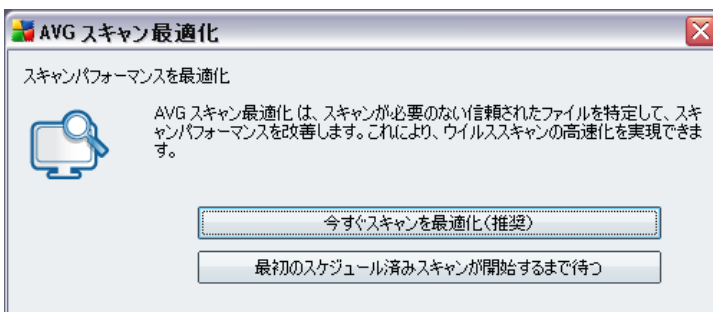 AVG スキャン最適化
スキャンパフォーマンスを最適化
AVG スキャン最適化 は、スキャンが必要のない信頼されたファイルを特定して、スキ
ャンパフォーマンスを改善します。これにより、ウイルススキャンの高速化を実現できま
す。
今すぐスキャンを最適化(推奨)
最初のスケジュール済みスキャンが開始するまで待つ